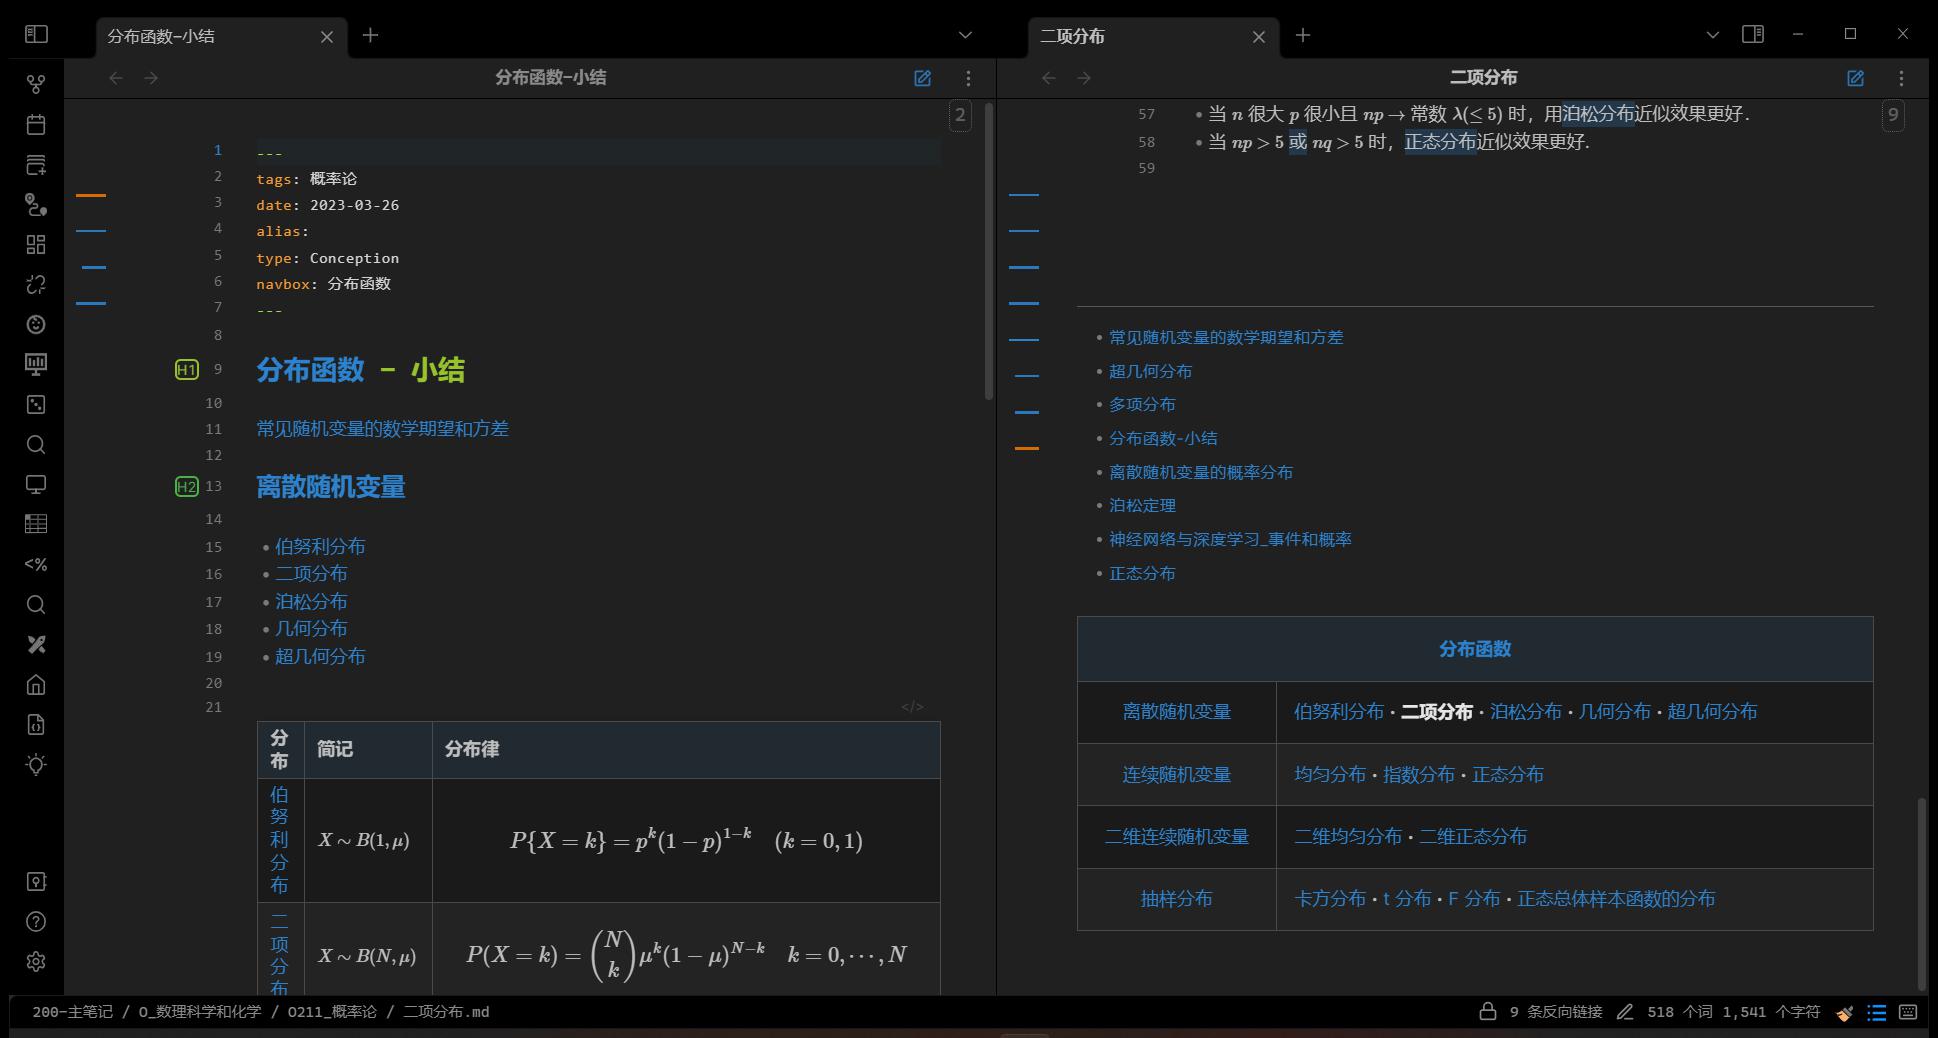 分布函数-小结
二项分布
分布函数-小结
2
1
---
2
tags: 概率论
3
date: 2023-03-26
4
alias:
5
type: Conception
6
navbox: 分布函数
7
---
8
H1
9
分布函数 - 小结
10
11
常见随机变量的数学期望和方差
12
H2
13
离散随机变量
14
15
• 伯努利分布
16
• 二项分布
17
• 泊松分布
18
• 几何分布
19
• 超几何分布
20
21
</>
分布
简记
分布律
伯努利分布
X ∼ B(1, μ)
P{X = k} = p^k(1 − p)^{1−k} (k = 0, 1)
二项分布
X ∼ B(N, μ)
P(X = k) = (N k) μ^k(1 − μ)^{N−k} k = 0, ⋯, N
二项分布
9
57
• 当 n 很大 p 很小且 np → 常数 λ(≤ 5) 时，用泊松分布近似效果更好.
58
• 当 np > 5 或 nq > 5 时，正态分布近似效果更好.
59
• 常见随机变量的数学期望和方差
• 超几何分布
• 多项分布
• 分布函数-小结
• 离散随机变量的概率分布
• 泊松定理
• 神经网络与深度学习_事件和概率
• 正态分布
分布函数
离散随机变量
伯努利分布 · 二项分布 · 泊松分布 · 几何分布 · 超几何分布
连续随机变量
均匀分布 · 指数分布 · 正态分布
二维连续随机变量
二维均匀分布 · 二维正态分布
抽样分布
卡方分布 · t 分布 · F 分布 · 正态总体样本函数的分布
<%
200-主笔记 / O_数理科学和化学 / O211_概率论 / 二项分布.md
9 条反向链接
518 个词 1,541 个字符